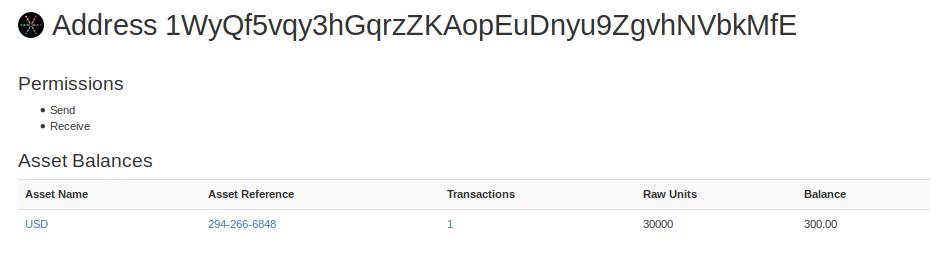 Address 1WyQf5vqy3hGqrzZKAopEuDnyu9ZgvhNVbkMfE
Permissions
Send
Receive
Asset Balances
Asset Name Asset Reference Transactions Raw Units Balance
USD 294-266-6848 1 30000 300.00